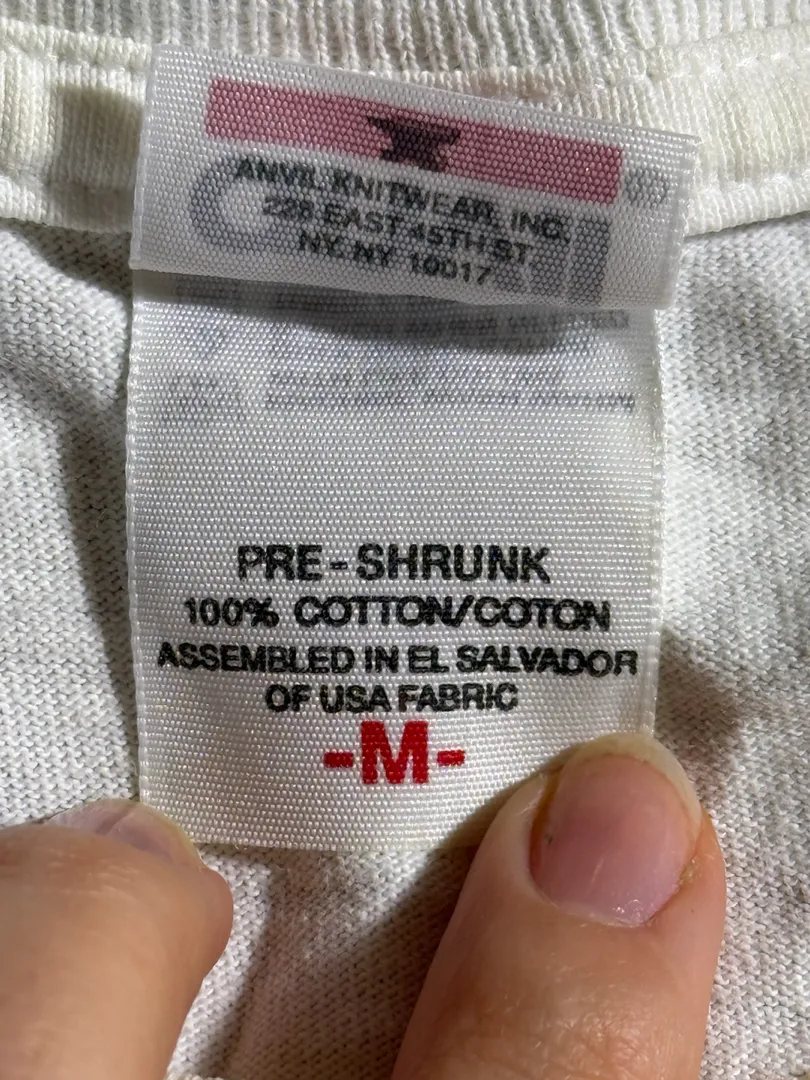 ANVIL KNITWEAR, INC.
228 EAST 45TH ST.
NY. NY 10017
PRE-SHRUNK
100% COTTON/COTON
ASSEMBLED IN EL SALVADOR
OF USA FABRIC
-M-